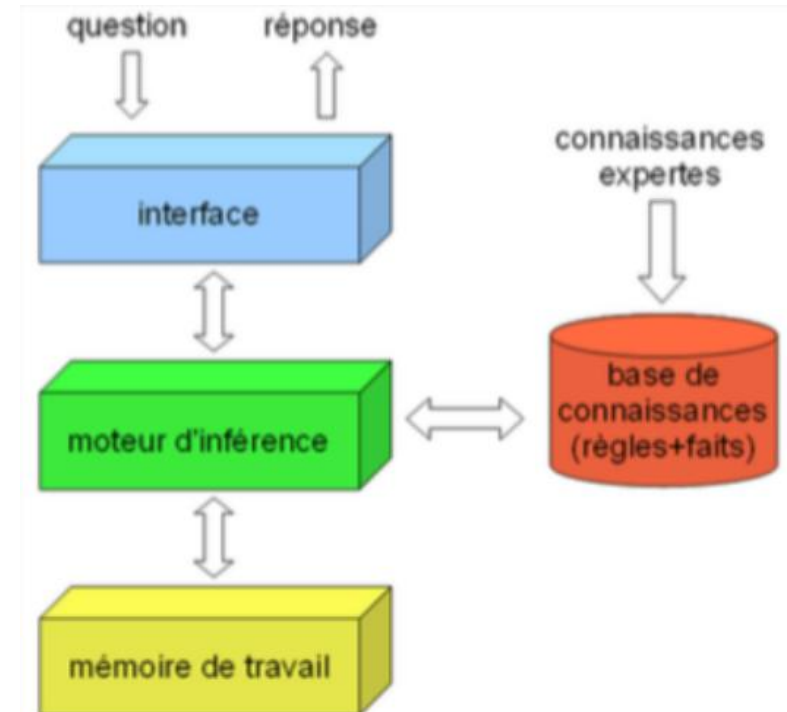 question réponse
interface
connaissances
expertes
moteur d'inférence
base de
connaissances
(règles+faits)
mémoire de travail